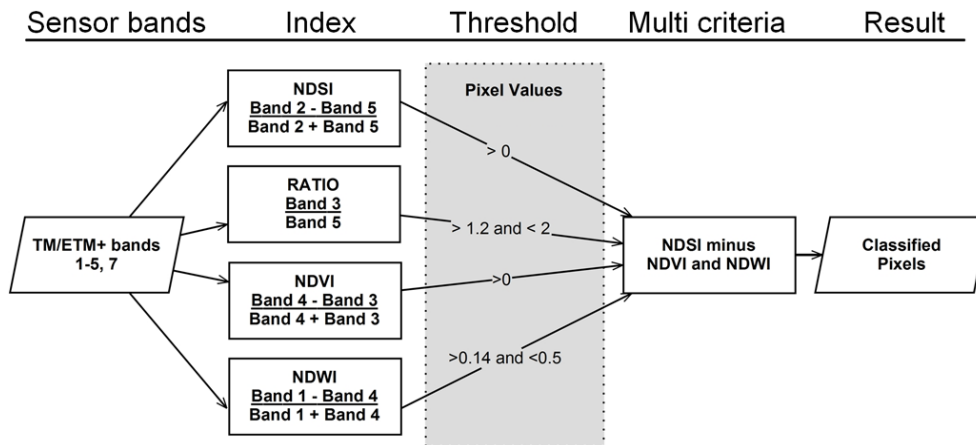 Sensor bands Index Threshold Multi criteria Result
Pixel Values
NDSI
Band 2 - Band 5
Band 2 + Band 5
> 0
RATIO
Band 3
Band 5
> 1.2 and < 2
TM/ETM+ bands
1-5, 7
NDSI minus
NDVI and NDWI
Classified
Pixels
NDVI
Band 4 - Band 3
Band 4 + Band 3
>0
NDWI
Band 1 - Band 4
Band 1 + Band 4
>0.14 and <0.5